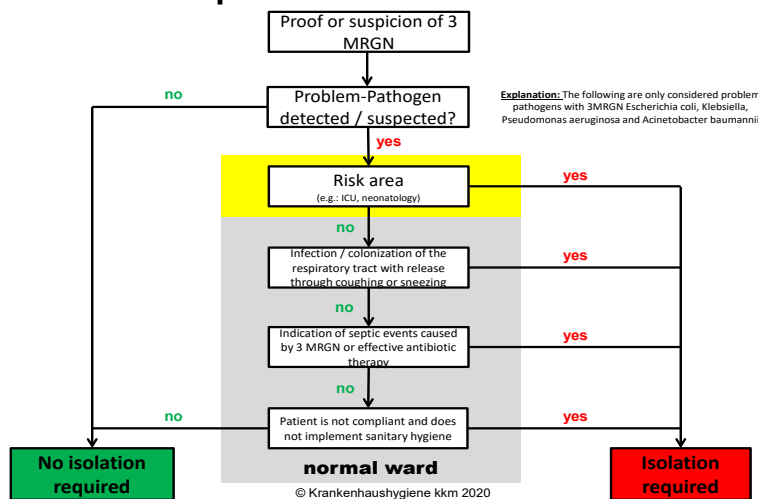 Proof or suspicion of 3
MRGN
no
Problem-Pathogen
detected / suspected?
Explanation: The following are only considered problem
pathogens with 3MRGN Escherichia coli, Klebsiella,
Pseudomonas aeruginosa and Acinetobacter baumannii
yes
Risk area
(e.g.: ICU, neonatology)
yes
no
Infection / colonization of the
respiratory tract with release
through coughing or sneezing
yes
no
Indication of septic events caused
by 3 MRGN or effective antibiotic
therapy
yes
no
no
Patient is not compliant and does
not implement sanitary hygiene
yes
No isolation
required
normal ward
Isolation
required
© Krankenhaushygiene kkm 2020